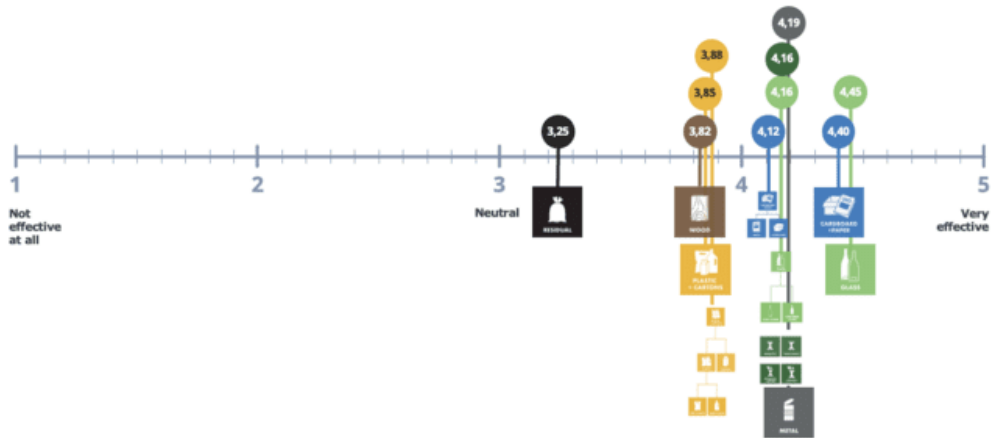 4,19
3,88
4,16
3,85
4,16
4,45
3,25
3,82
4,12
4,40
1
2
3
4
5
Not
effective
at all
Neutral
Very
effective
RESIDUAL
WOOD
CARDBOARD
+PAPER
PLASTIC
+ CARTONS
GLASS
METAL